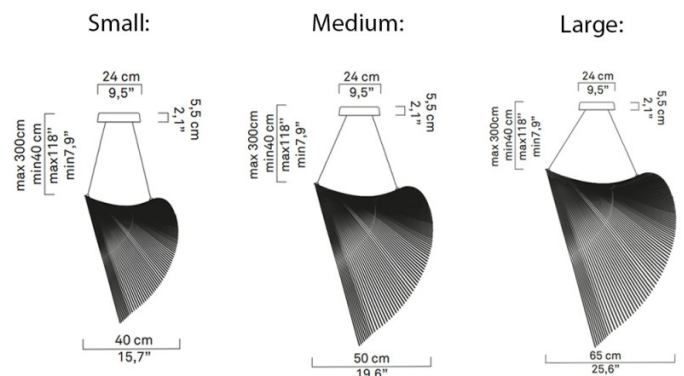 Small:
24 cm
9,5”
5,5 cm
2,1”
max 300cm
min40 cm
max118”
min7,9”
40 cm
15,7”
Medium:
24 cm
9,5”
5,5 cm
2,1”
max 300cm
min40 cm
max118”
min7,9”
50 cm
19,6”
Large:
24 cm
9,5”
5,5 cm
2,1”
max 300cm
min40 cm
max118”
min7,9”
65 cm
25,6”